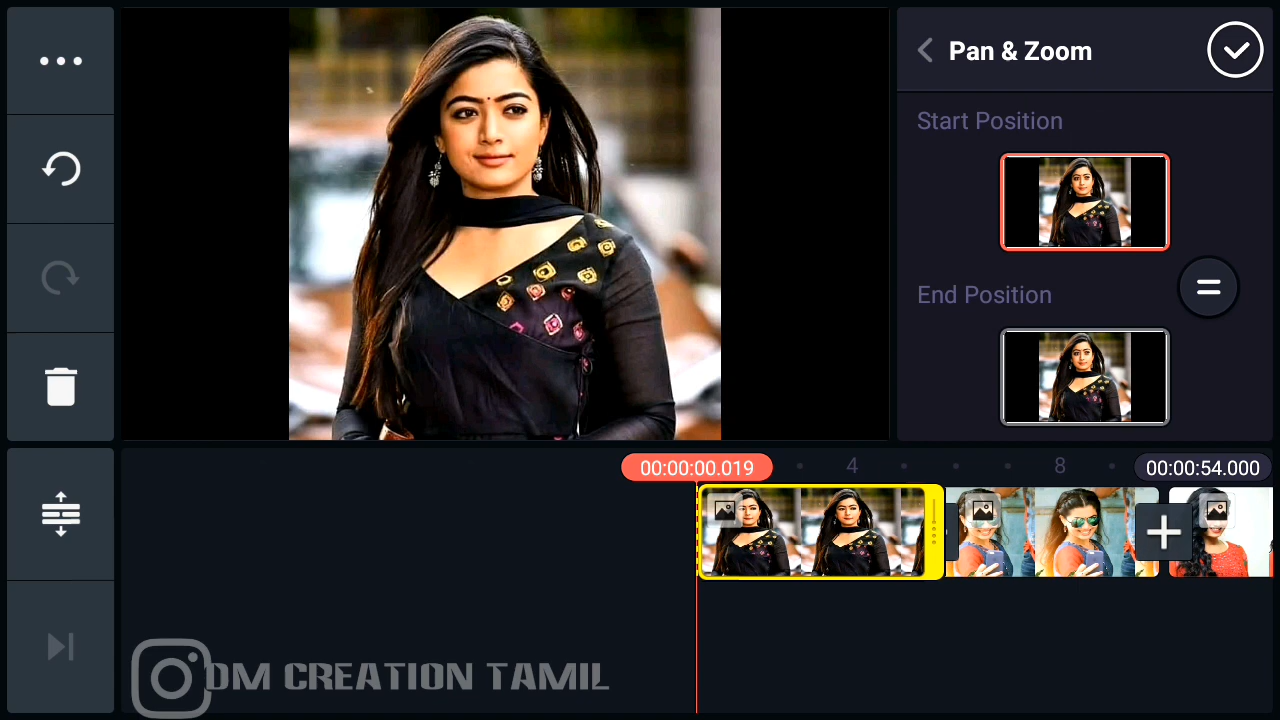 Pan & Zoom
Start Position
End Position
00:00:00.019
4
8
00:00:54.000
DM CREATION TAMIL